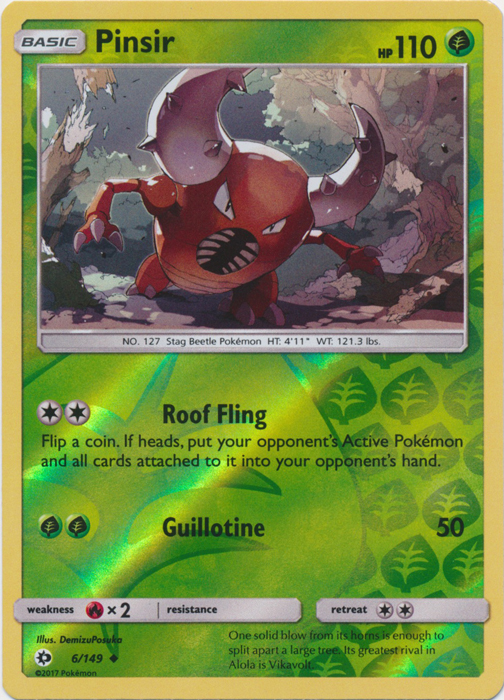 BASIC Pinsir HP 110
NO. 127 Stag Beetle Pokémon HT: 4'11" WT: 121.3 lbs.
Roof Fling
Flip a coin. If heads, put your opponent's Active Pokémon
and all cards attached to it into your opponent's hand.
Guillotine 50
weakness ×2 resistance retreat
Illus. DemizuPosuka
6/149
©2017 Pokémon
One solid blow from its horns is enough to
split apart a large tree. Its greatest rival in
Alola is Vikavolt.